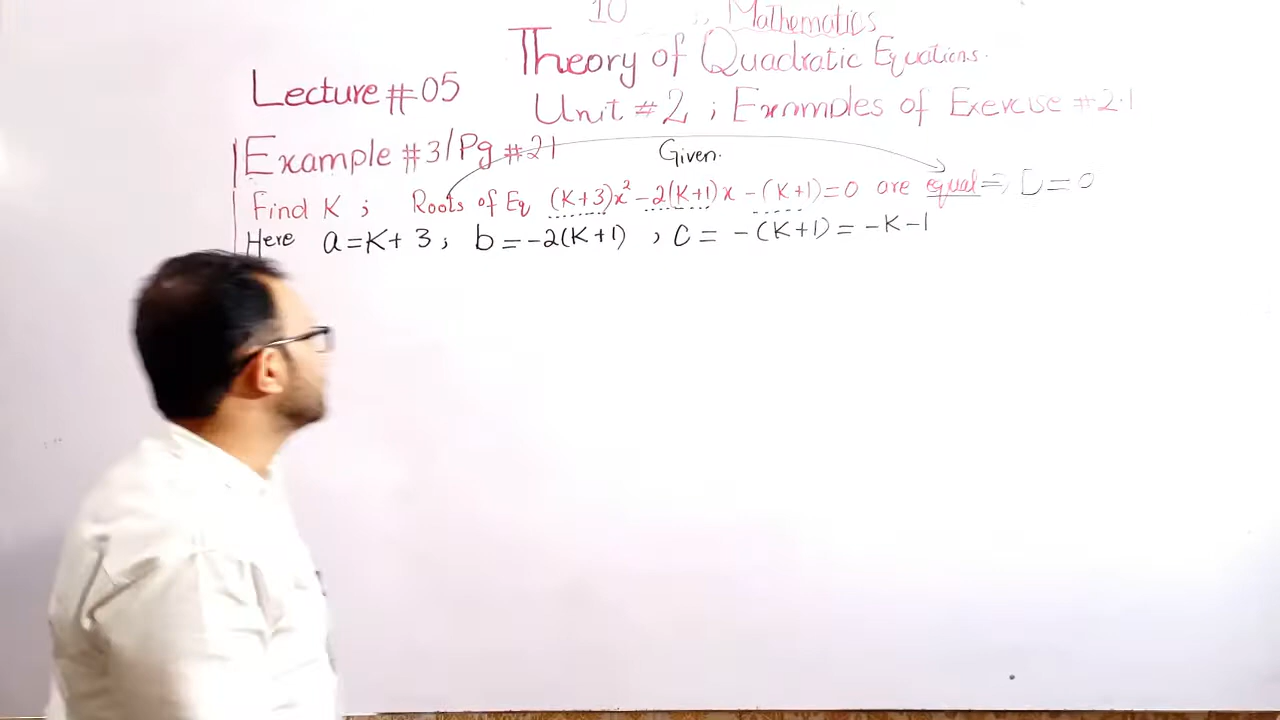 10 ,, Mathematics
Theory of Quadratic Equations.
Lecture #05
Unit #2 ; Examples of Exercise #2.1
Example #3/Pg #21
Given.
Find K ; Roots of Eq (K+3)x² -2(K+1)x -(K+1)=0 are equal => D=0
Here a=K+3; b=-2(K+1) ; C= -(K+1) = -K-1